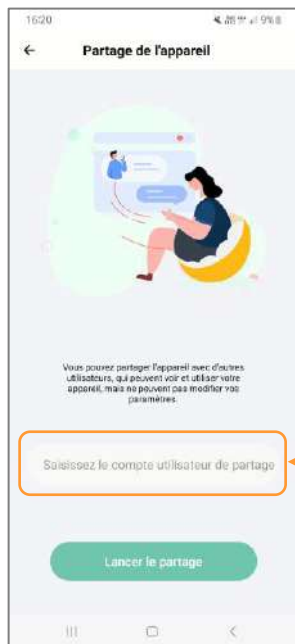 16:20
9%
Partage de l'appareil
Vous pouvez partager l'appareil avec d'autres
utilisateurs, qui peuvent voir et utiliser votre
appareil, mais ne peuvent pas modifier vos
paramètres.
Saisissez le compte utilisateur de partage
Lancer le partage